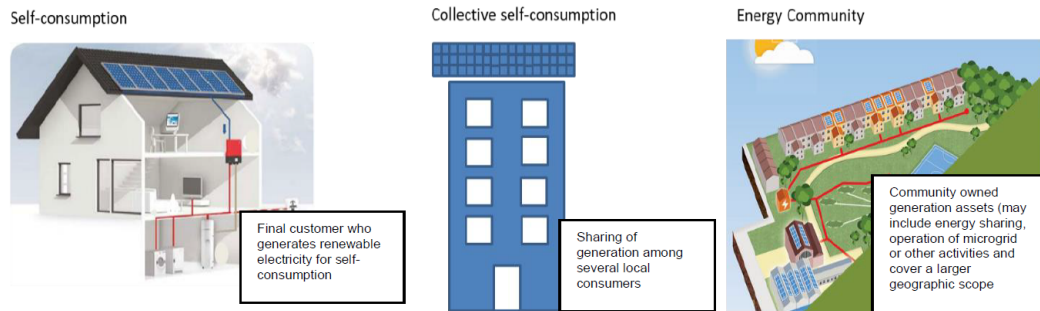 Self-consumption
Final customer who
generates renewable
electricity for self-
consumption
Collective self-consumption
Sharing of
generation among
several local
consumers
Energy Community
Community owned
generation assets (may
include energy sharing,
operation of microgrid
or other activities and
cover a larger
geographic scope